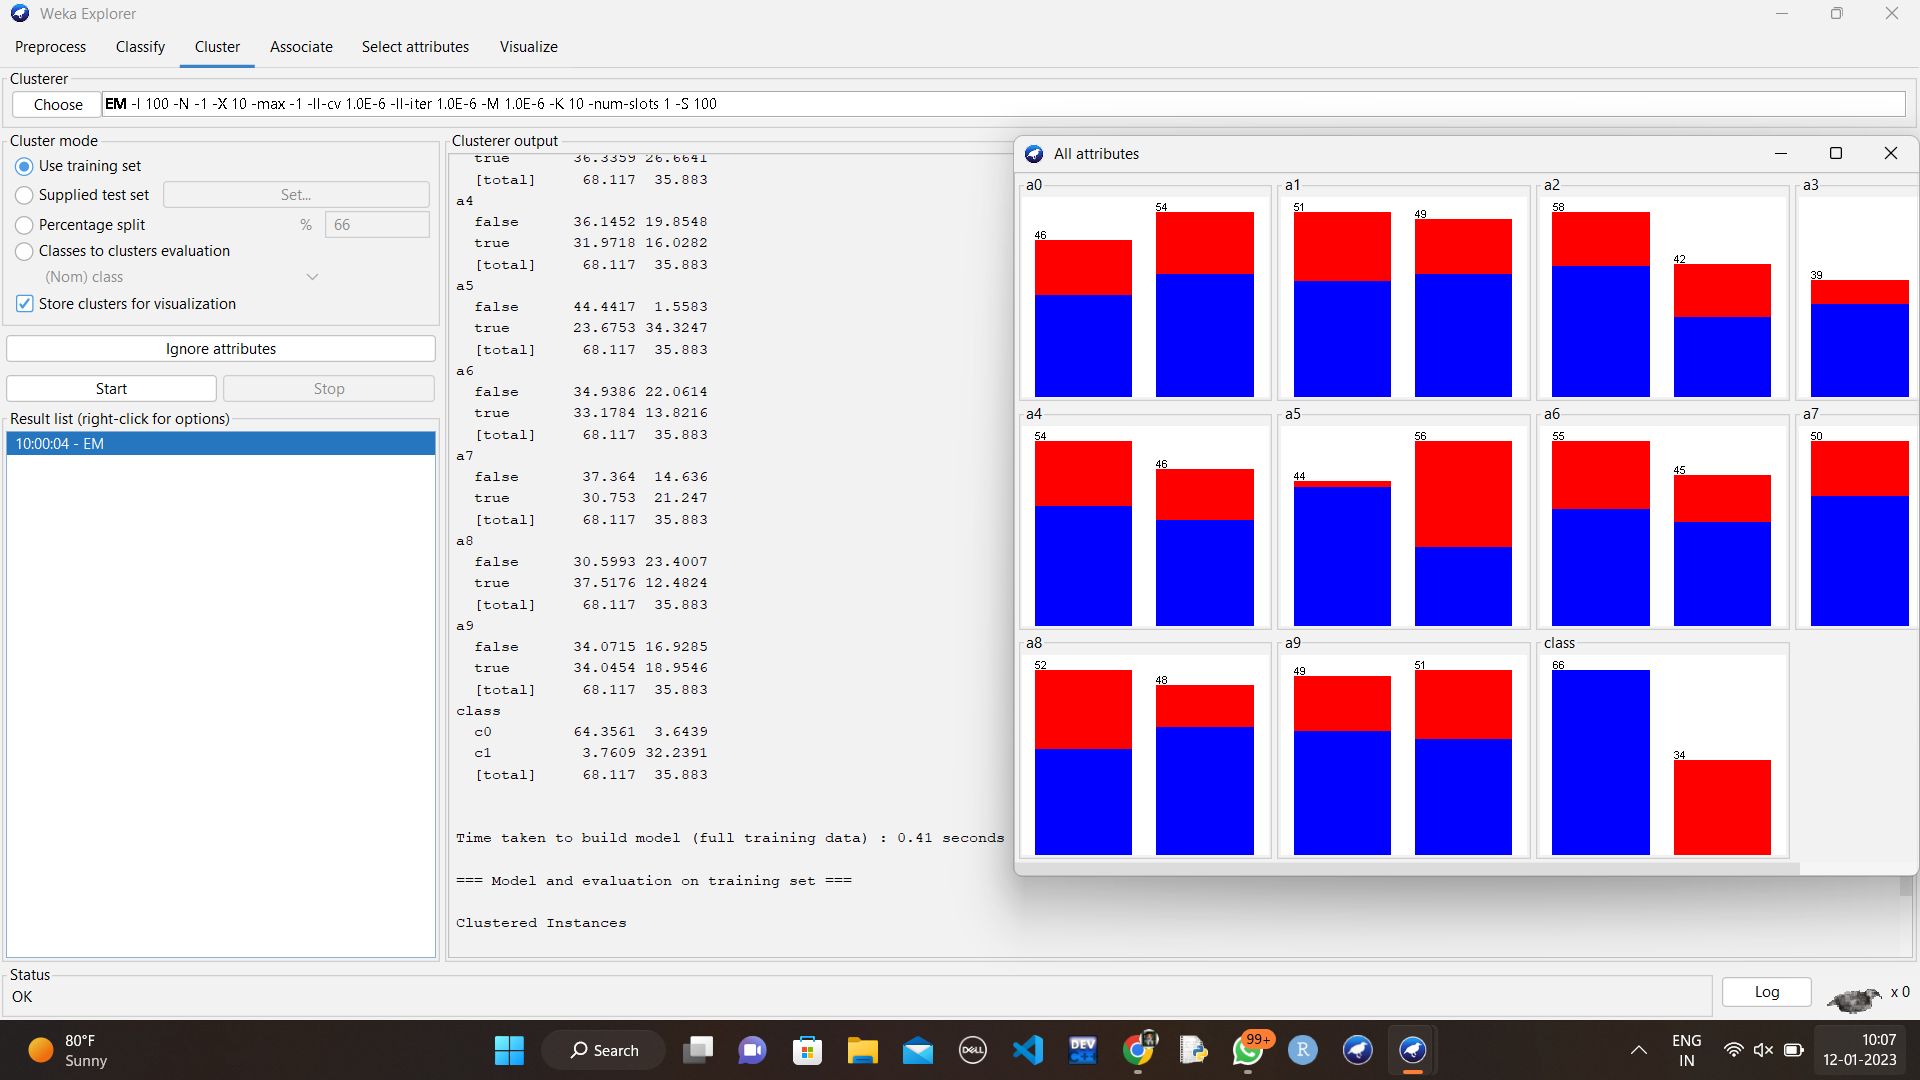 Weka Explorer
Preprocess Classify Cluster Associate Select attributes Visualize
Clusterer
Choose EM -I 100 -N -1 -X 10 -max -1 -ll-cv 1.0E-6 -ll-iter 1.0E-6 -M 1.0E-6 -K 10 -num-slots 1 -S 100
Cluster mode
Use training set
Supplied test set Set...
Percentage split % 66
Classes to clusters evaluation
(Nom) class
Store clusters for visualization
Ignore attributes
Start Stop
Result list (right-click for options)
10:00:04 - EM
Clusterer output
true 36.3359 26.6641
[total] 68.117 35.883
a4
false 36.1452 19.8548
true 31.9718 16.0282
[total] 68.117 35.883
a5
false 44.4417 1.5583
true 23.6753 34.3247
[total] 68.117 35.883
a6
false 34.9386 22.0614
true 33.1784 13.8216
[total] 68.117 35.883
a7
false 37.364 14.636
true 30.753 21.247
[total] 68.117 35.883
a8
false 30.5993 23.4007
true 37.5176 12.4824
[total] 68.117 35.883
a9
false 34.0715 16.9285
true 34.0454 18.9546
[total] 68.117 35.883
class
c0 64.3561 3.6439
c1 3.7609 32.2391
[total] 68.117 35.883
Time taken to build model (full training data) : 0.41 seconds
=== Model and evaluation on training set ===
Clustered Instances
All attributes
a0 a1 a2 a3
46 54 51 49 58 42 39
a4 a5 a6 a7
54 46 44 56 55 45 50
a8 a9 class
52 48 49 51 66 34
Status
OK
Log x 0
80°F
Sunny
Search
DELL
DEV
C++
99+
R
ENG
IN
10:07
12-01-2023